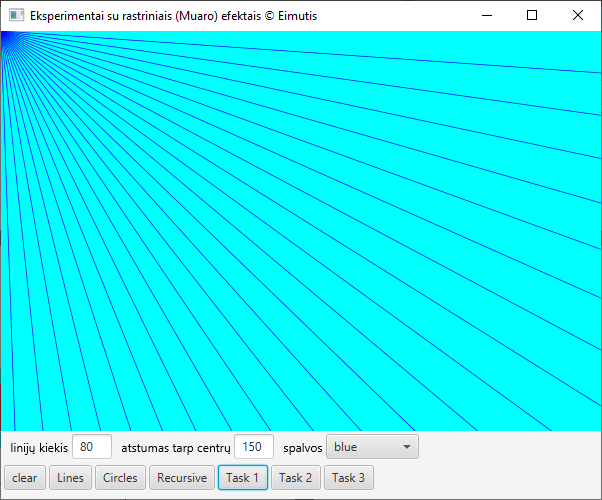 Eksperimentai su rastriniais (Muaro) efektais © Eimutis
linijų kiekis 80 atstumas tarp centrų 150 spalvos blue
clear Lines Circles Recursive Task 1 Task 2 Task 3